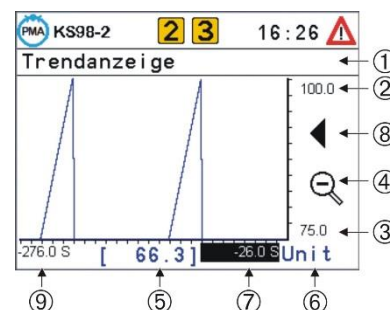 PMA KS98-2 2 3 16:26
Trendanzeige ①
100.0 ②
⑧
④
75.0 ③
-276.0 S [ 66.3] -26.0 S Unit
⑨ ⑤ ⑦ ⑥